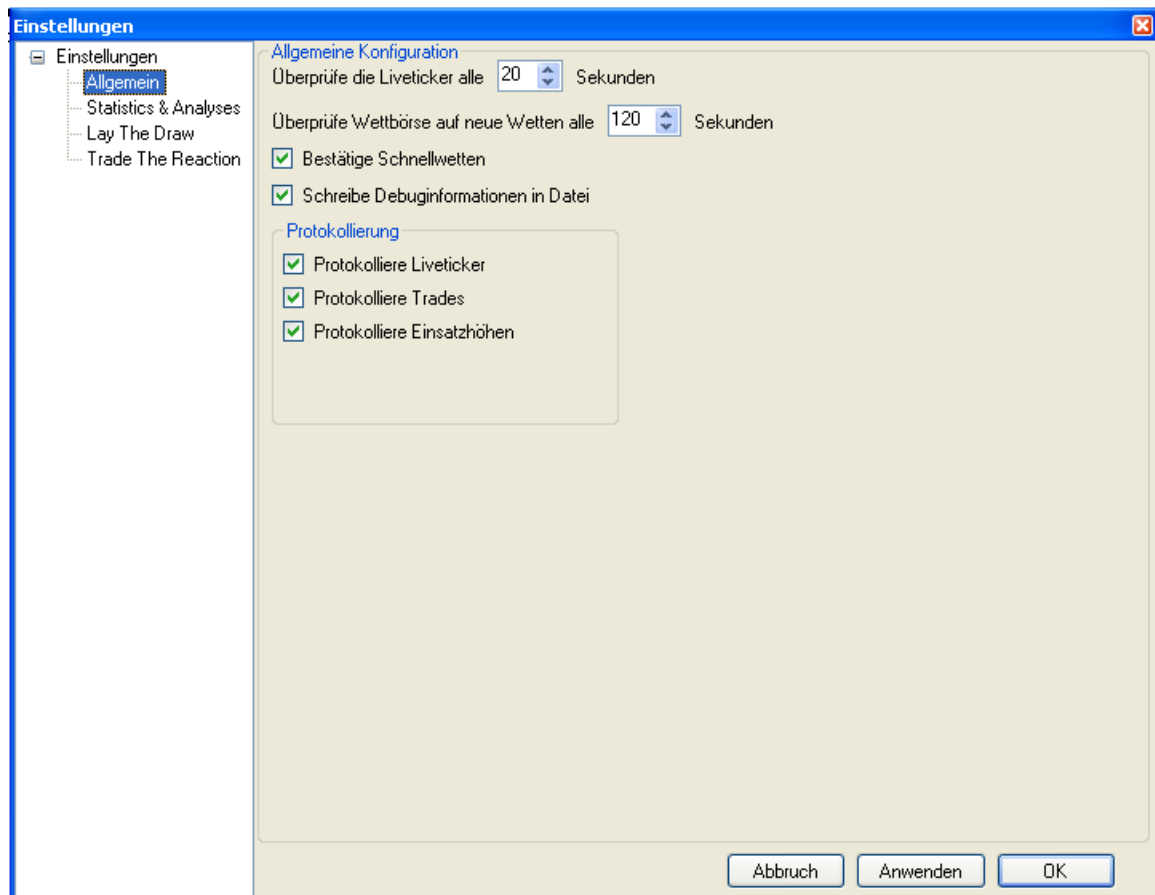 Einstellungen
Einstellungen
Allgemein
Statistics & Analyses
Lay The Draw
Trade The Reaction
Allgemeine Konfiguration
Überprüfe die Liveticker alle 20 Sekunden
Überprüfe Wettbörse auf neue Wetten alle 120 Sekunden
Bestätige Schnellwetten
Schreibe Debuginformationen in Datei
Protokollierung
Protokolliere Liveticker
Protokolliere Trades
Protokolliere Einsatzhöhen
Abbruch Anwenden OK